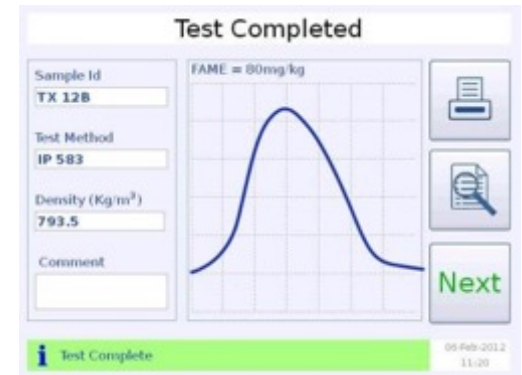 Test Completed
Sample Id
TX 12B
Test Method
IP 583
Density (Kg/m³)
793.5
Comment
FAME = 80mg/kg
Next
i Test Complete
06-Feb-2012
11:20